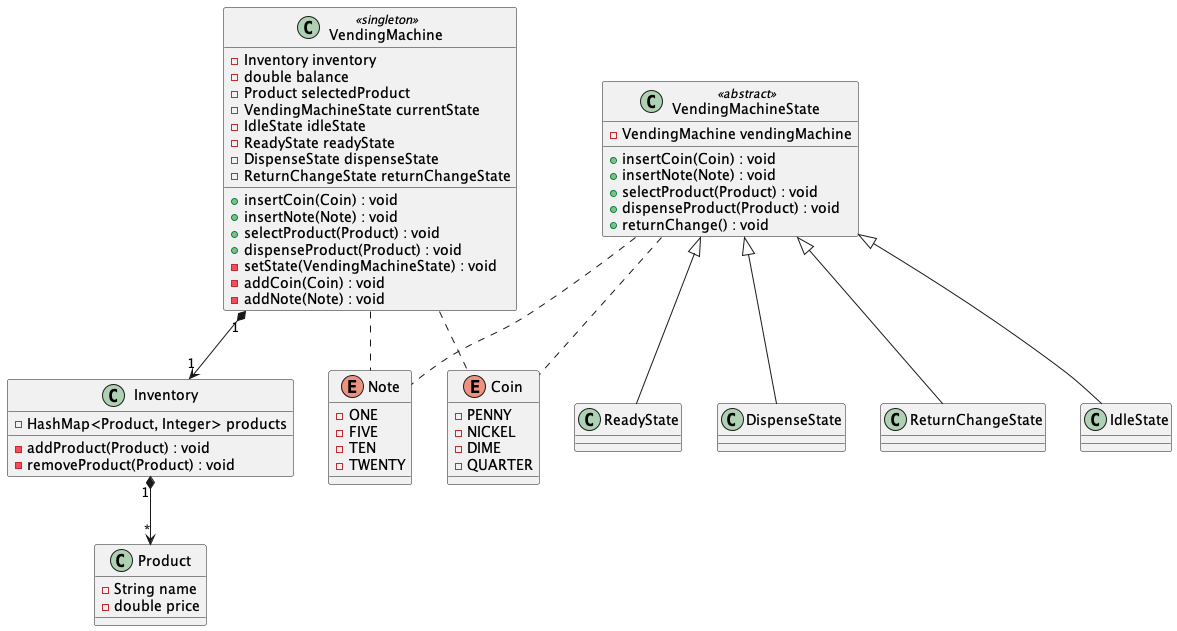 «singleton»
C VendingMachine
Inventory inventory
double balance
Product selectedProduct
VendingMachineState currentState
IdleState idleState
ReadyState readyState
DispenseState dispenseState
ReturnChangeState returnChangeState
insertCoin(Coin) : void
insertNote(Note) : void
selectProduct(Product) : void
dispenseProduct(Product) : void
setState(VendingMachineState) : void
addCoin(Coin) : void
addNote(Note) : void
«abstract»
C VendingMachineState
VendingMachine vendingMachine
insertCoin(Coin) : void
insertNote(Note) : void
selectProduct(Product) : void
dispenseProduct(Product) : void
returnChange() : void
1
1
C Inventory
HashMap<Product, Integer> products
addProduct(Product) : void
removeProduct(Product) : void
E Note
ONE
FIVE
TEN
TWENTY
E Coin
PENNY
NICKEL
DIME
QUARTER
C ReadyState
C DispenseState
C ReturnChangeState
C IdleState
1
*
C Product
String name
double price